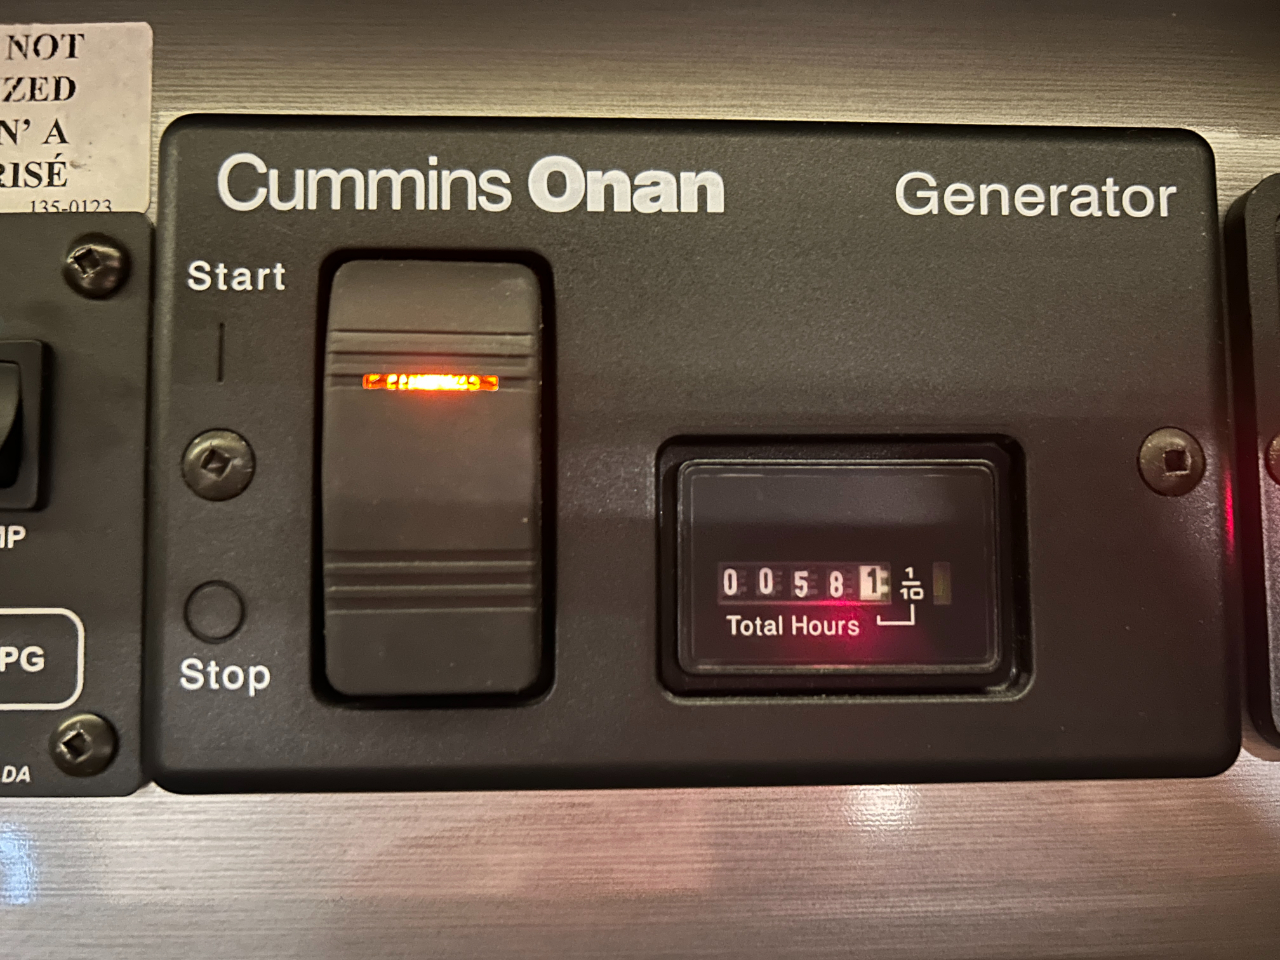 NOT
ZED
N' A
RISÉ
135-0123
Cummins Onan
Generator
Start
Stop
0 0 5 8 1 1/10
Total Hours
MP
PG
DA